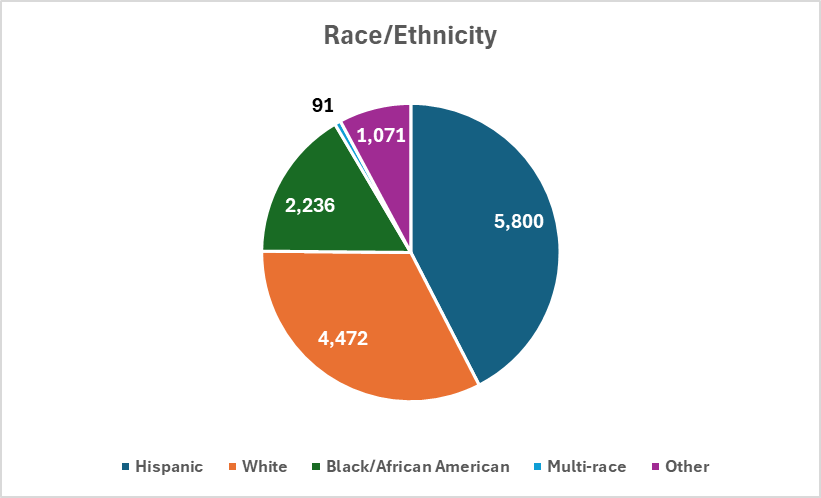 Race/Ethnicity
91
1,071
2,236
5,800
4,472
Hispanic White Black/African American Multi-race Other